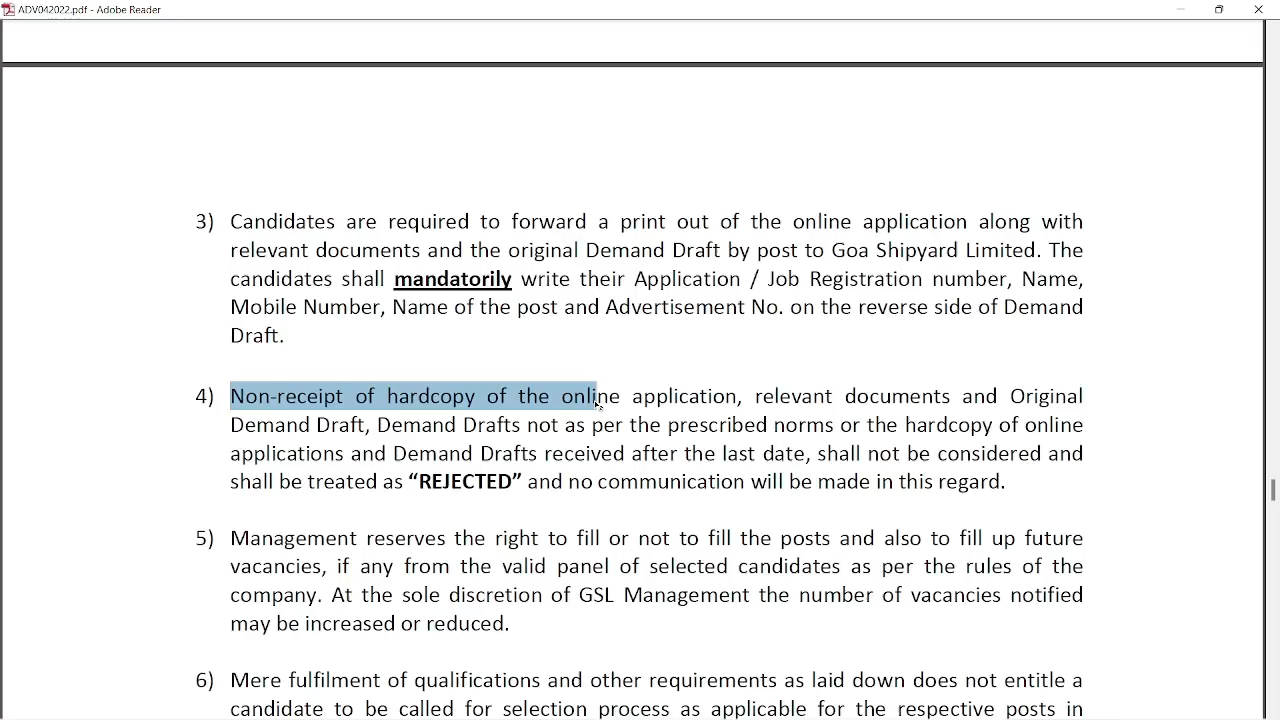 ADV042022.pdf - Adobe Reader
3) Candidates are required to forward a print out of the online application along with
relevant documents and the original Demand Draft by post to Goa Shipyard Limited. The
candidates shall mandatorily write their Application / Job Registration number, Name,
Mobile Number, Name of the post and Advertisement No. on the reverse side of Demand
Draft.
4) Non-receipt of hardcopy of the online application, relevant documents and Original
Demand Draft, Demand Drafts not as per the prescribed norms or the hardcopy of online
applications and Demand Drafts received after the last date, shall not be considered and
shall be treated as “REJECTED” and no communication will be made in this regard.
5) Management reserves the right to fill or not to fill the posts and also to fill up future
vacancies, if any from the valid panel of selected candidates as per the rules of the
company. At the sole discretion of GSL Management the number of vacancies notified
may be increased or reduced.
6) Mere fulfilment of qualifications and other requirements as laid down does not entitle a
candidate to be called for selection process as applicable for the respective posts in